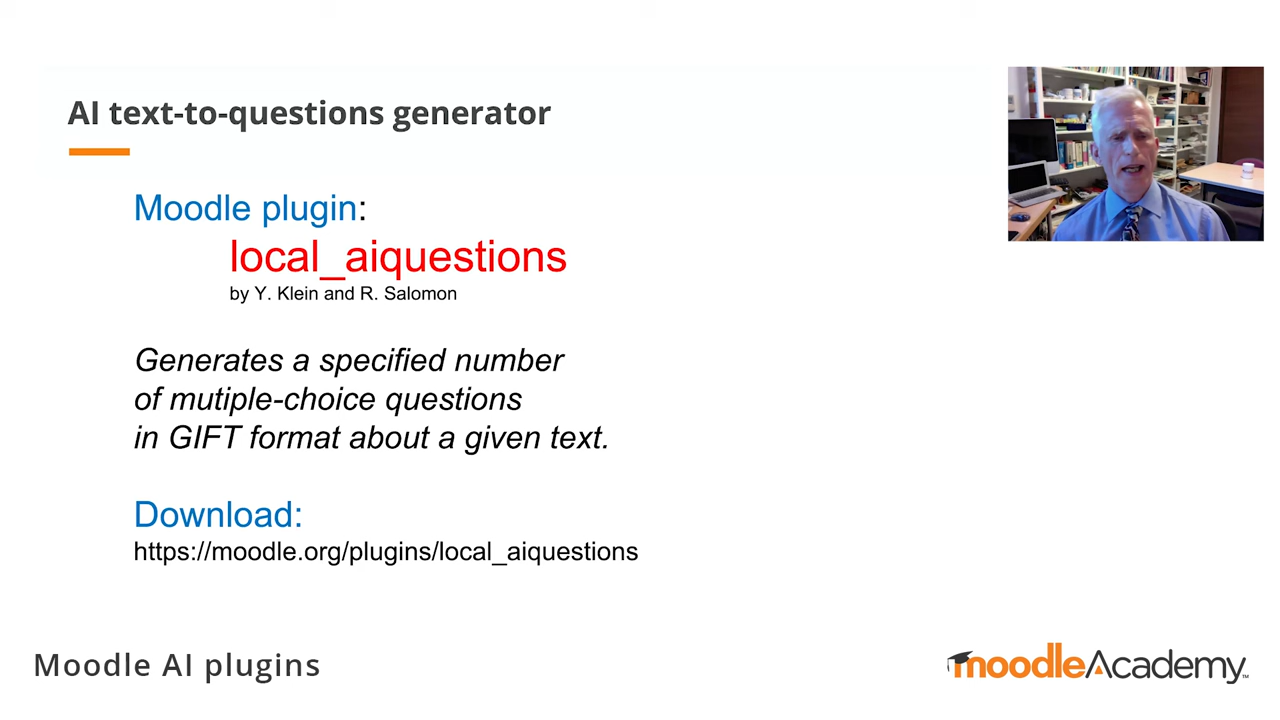 AI text-to-questions generator
Moodle plugin:
local_aiquestions
by Y. Klein and R. Salomon
Generates a specified number
of mutiple-choice questions
in GIFT format about a given text.
Download:
https://moodle.org/plugins/local_aiquestions
Moodle AI plugins
moodleAcademy™